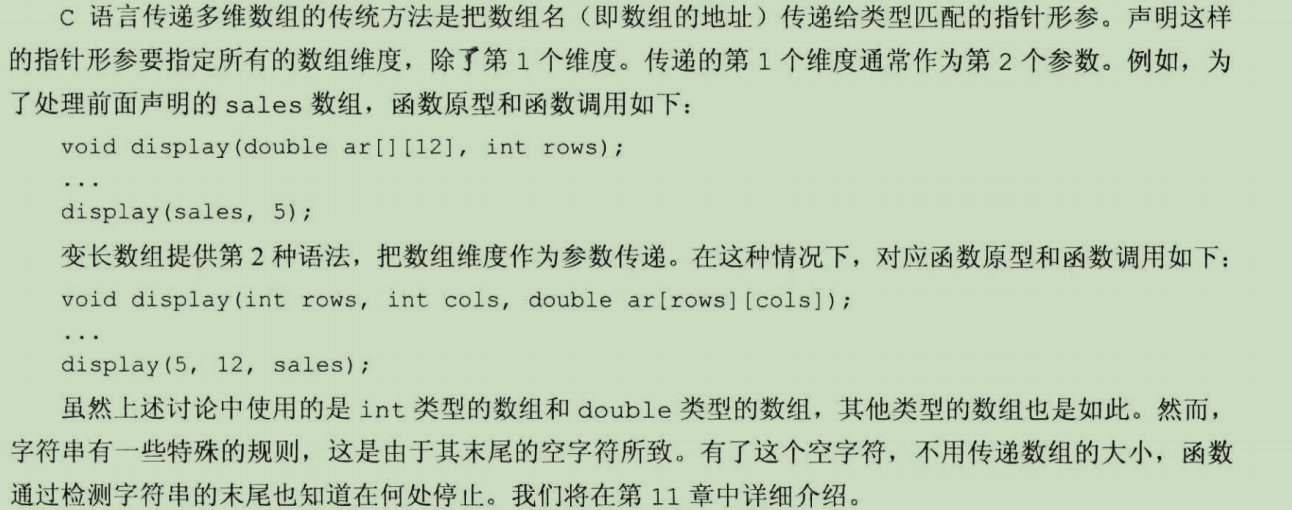 C 语言传递多维数组的传统方法是把数组名（即数组的地址）传递给类型匹配的指针形参。声明这样
的指针形参要指定所有的数组维度，除了第 1 个维度。传递的第 1 个维度通常作为第 2 个参数。例如，为
了处理前面声明的 sales 数组，函数原型和函数调用如下：
void display(double ar[][12], int rows);
...
display(sales, 5);
变长数组提供第 2 种语法，把数组维度作为参数传递。在这种情况下，对应函数原型和函数调用如下：
void display(int rows, int cols, double ar[rows][cols]);
...
display(5, 12, sales);
虽然上述讨论中使用的是 int 类型的数组和 double 类型的数组，其他类型的数组也是如此。然而，
字符串有一些特殊的规则，这是由于其末尾的空字符所致。有了这个空字符，不用传递数组的大小，函数
通过检测字符串的末尾也知道在何处停止。我们将在第 11 章中详细介绍。